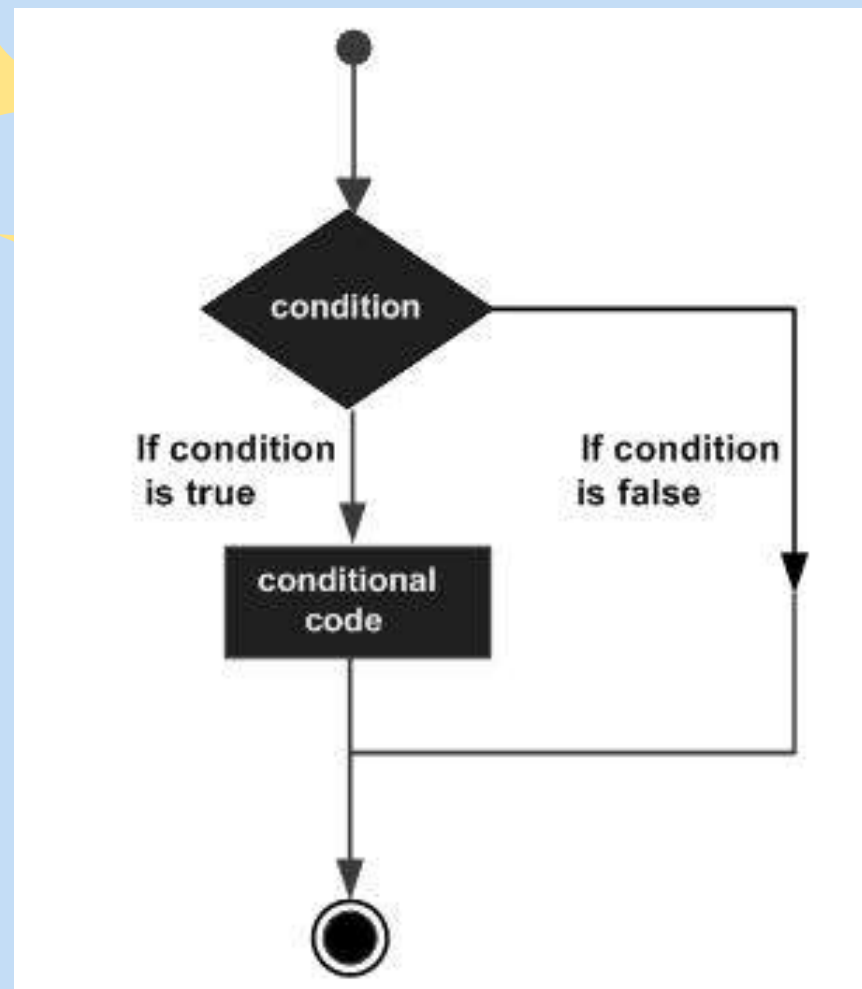 condition
If condition
is true
If condition
is false
conditional
code